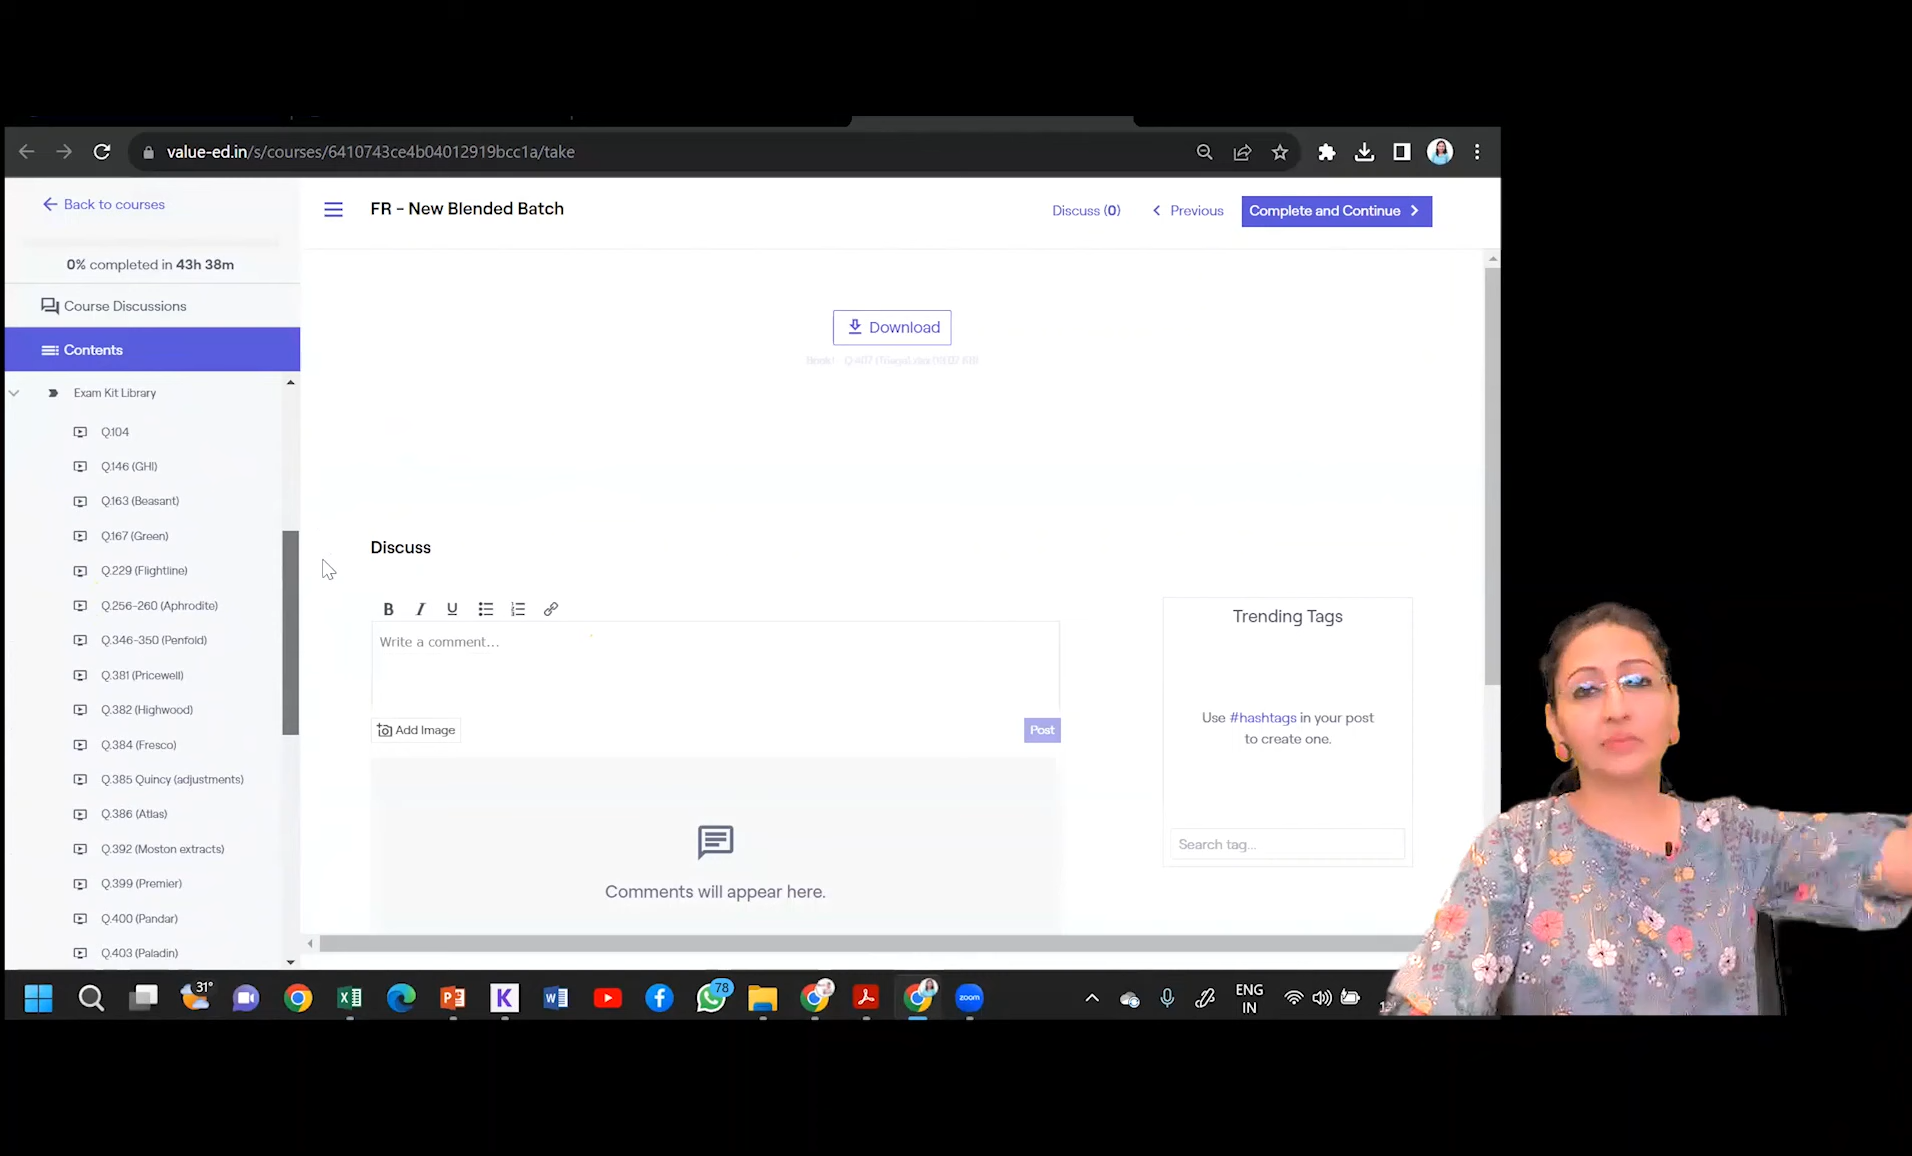 value-ed.in/s/courses/6410743ce4b04012919bcc1a/take
Back to courses
0% completed in 43h 38m
Course Discussions
Contents
Exam Kit Library
Q.104
Q.146 (GHI)
Q.163 (Beasant)
Q.167 (Green)
Q.229 (Flightline)
Q.256-260 (Aphrodite)
Q.346-350 (Penfold)
Q.381 (Pricewell)
Q.382 (Highwood)
Q.384 (Fresco)
Q.385 Quincy (adjustments)
Q.386 (Atlas)
Q.392 (Moston extracts)
Q.399 (Premier)
Q.400 (Pandar)
Q.403 (Paladin)
FR - New Blended Batch
Discuss (0)
Previous
Complete and Continue
Download
Discuss
B I U
Write a comment...
Add Image
Post
Comments will appear here.
Trending Tags
Use #hashtags in your post
to create one.
Search tag...
31°
78
zoom
ENG
IN